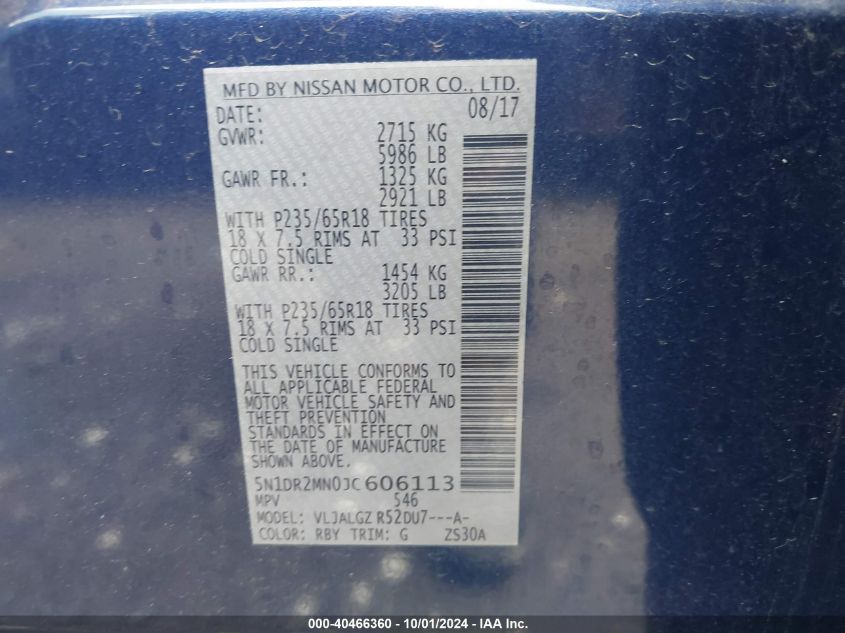 MFD BY NISSAN MOTOR CO., LTD.
DATE: 08/17
GVWR: 2715 KG
5986 LB
GAWR FR.: 1325 KG
2921 LB
WITH P235/65R18 TIRES
18 X 7.5 RIMS AT 33 PSI
COLD SINGLE
GAWR RR.: 1454 KG
3205 LB
WITH P235/65R18 TIRES
18 X 7.5 RIMS AT 33 PSI
COLD SINGLE
THIS VEHICLE CONFORMS TO
ALL APPLICABLE FEDERAL
MOTOR VEHICLE SAFETY AND
THEFT PREVENTION
STANDARDS IN EFFECT ON
THE DATE OF MANUFACTURE
SHOWN ABOVE.
5N1DR2MN0JC606113
MPV 546
MODEL: VLJALGZ R52DU7---A-
COLOR: RBY TRIM: G ZS30A
000-40466360 - 10/01/2024 - IAA Inc.